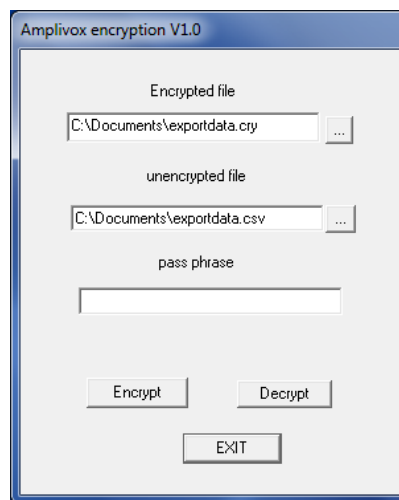 Amplivox encryption V1.0
Encrypted file
C:\Documents\exportdata.cry
...
unencrypted file
C:\Documents\exportdata.csv
...
pass phrase
Encrypt Decrypt
EXIT